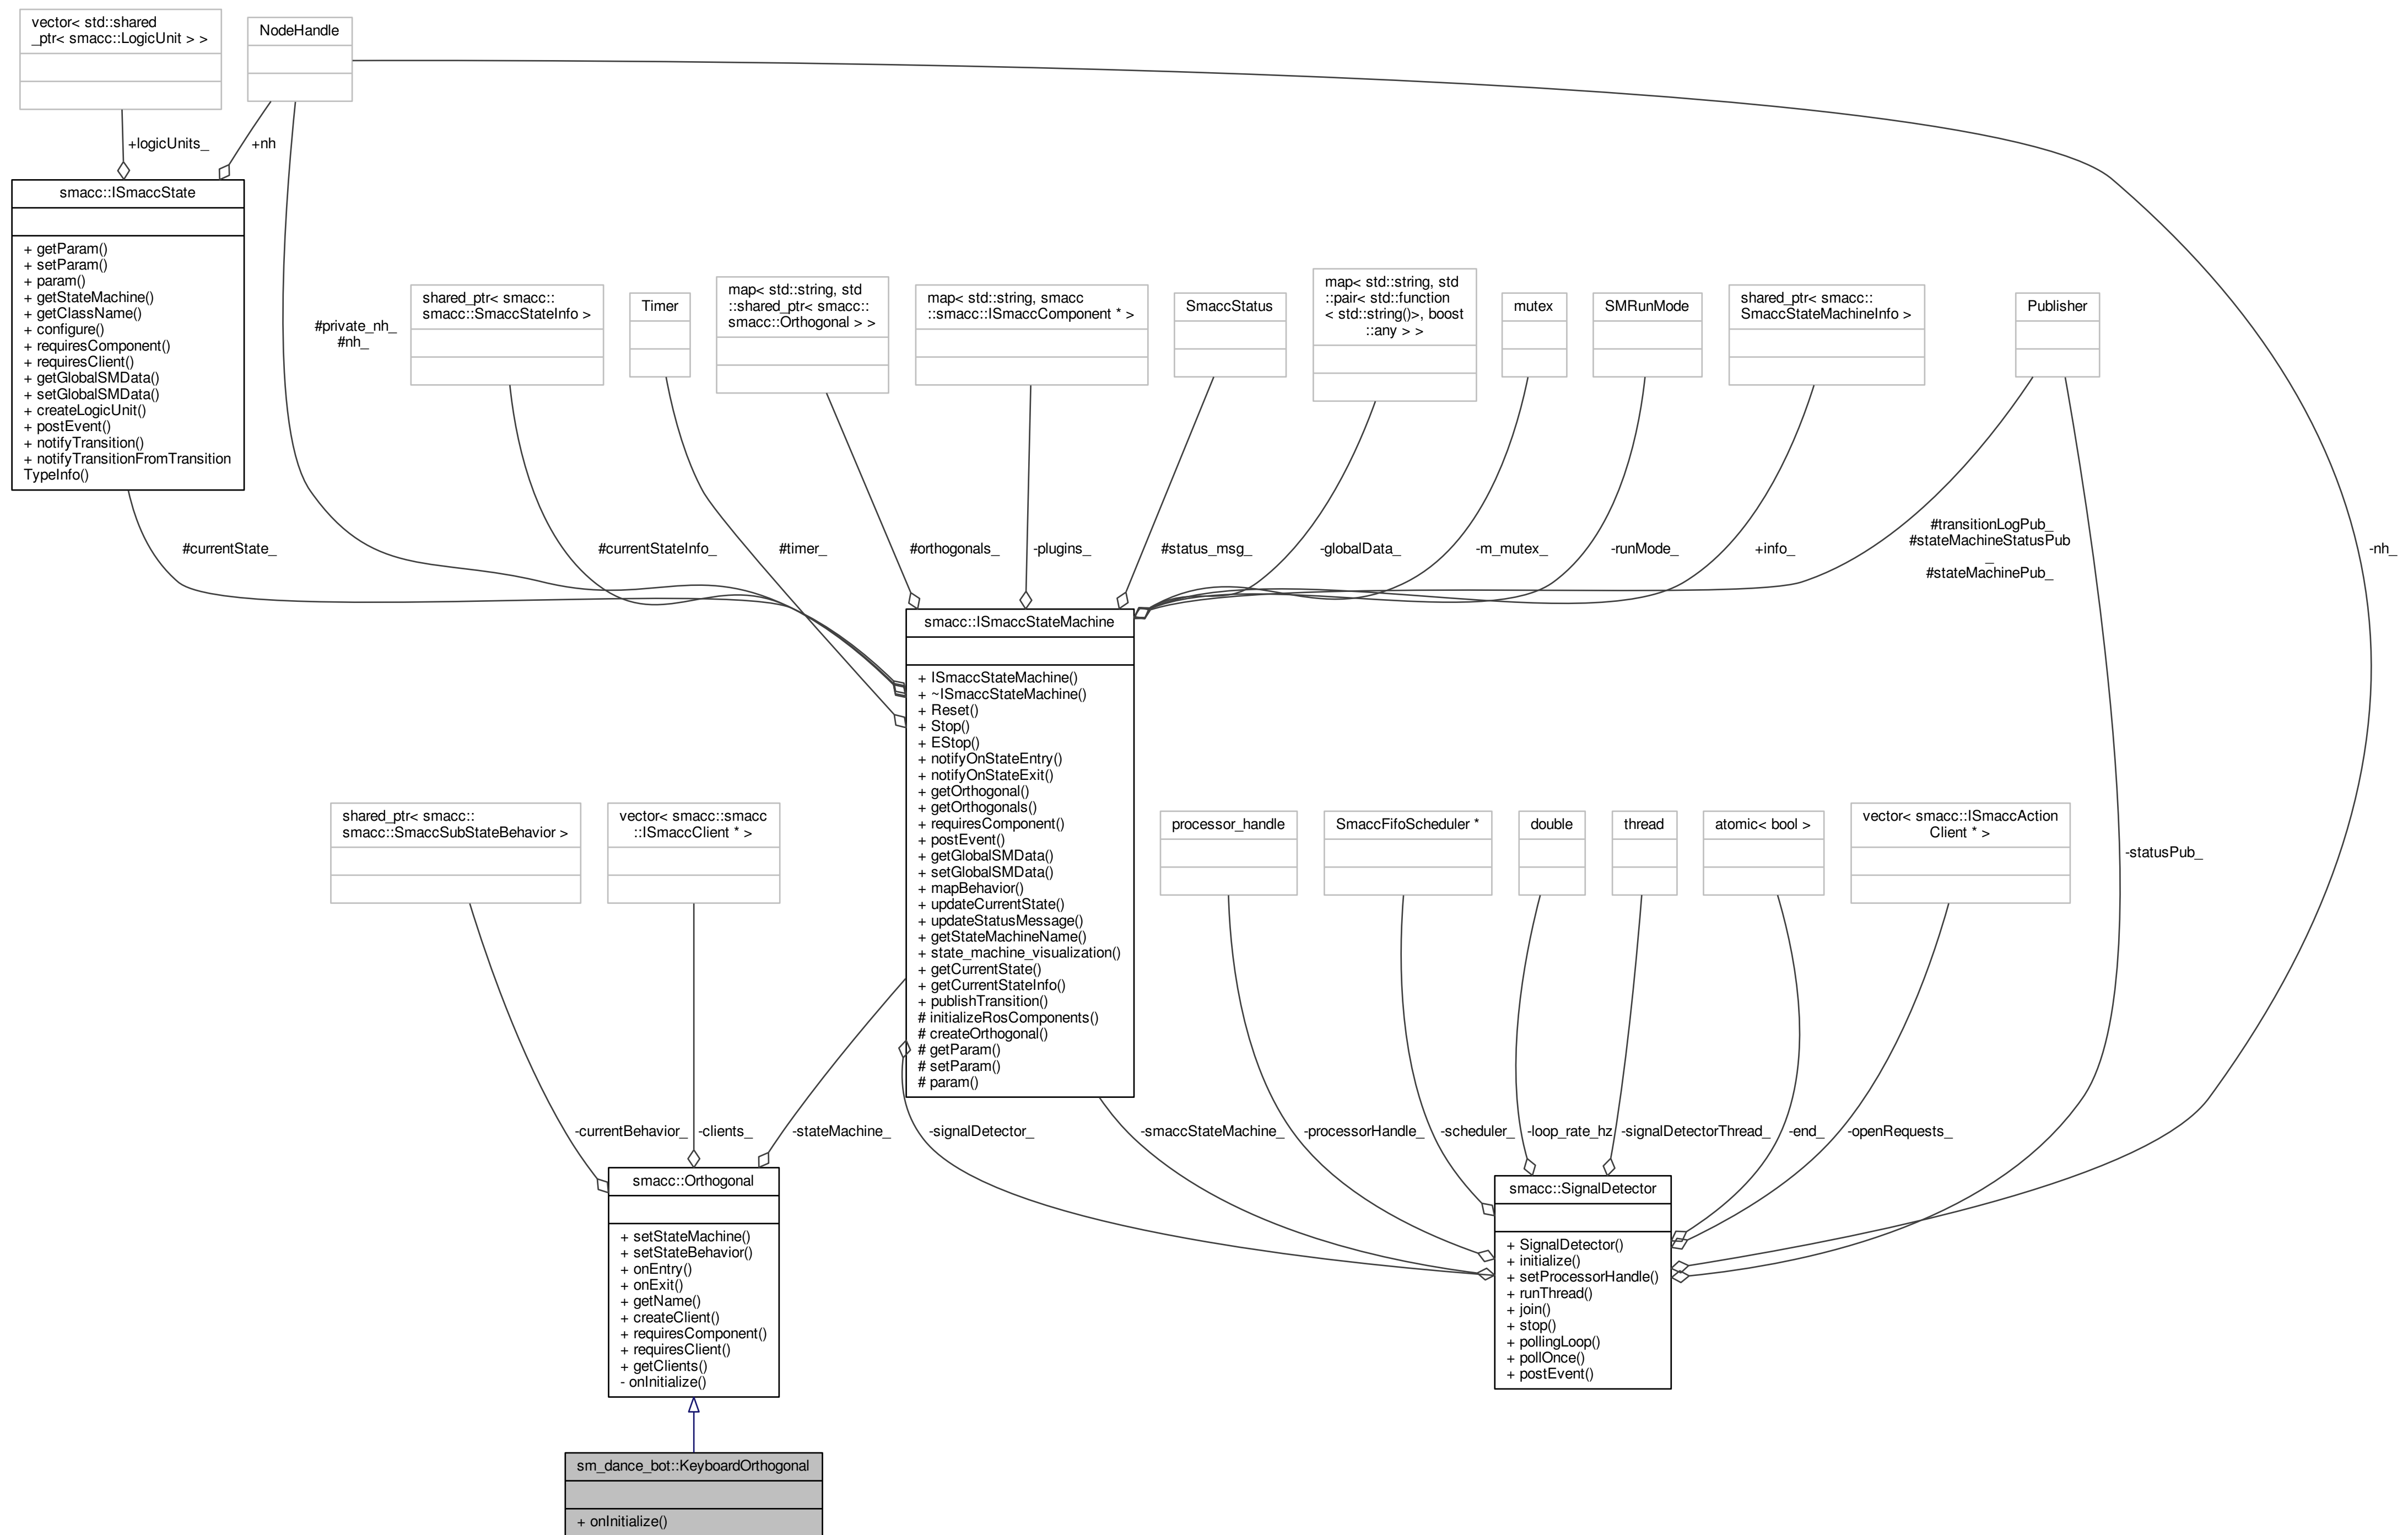 vector< std::shared
_ptr< smacc::LogicUnit > >
NodeHandle
+logicUnits_
+nh
smacc::ISmaccState
+ getParam()
+ setParam()
+ param()
+ getStateMachine()
+ getClassName()
+ configure()
+ requiresComponent()
+ requiresClient()
+ getGlobalSMData()
+ setGlobalSMData()
+ createLogicUnit()
+ postEvent()
+ notifyTransition()
+ notifyTransitionFromTransition
TypeInfo()
#private_nh_
#nh_
shared_ptr< smacc::
smacc::SmaccStateInfo >
Timer
map< std::string, std
::shared_ptr< smacc::
smacc::Orthogonal > >
map< std::string, smacc
::smacc::ISmaccComponent * >
SmaccStatus
map< std::string, std
::pair< std::function
< std::string()>, boost
::any > >
mutex
SMRunMode
shared_ptr< smacc::
SmaccStateMachineInfo >
Publisher
#currentState_
#currentStateInfo_
#timer_
#orthogonals_
-plugins_
#status_msg_
-globalData_
-m_mutex_
-runMode_
+info_
#transitionLogPub_
#stateMachineStatusPub
_
#stateMachinePub_
-nh_
smacc::ISmaccStateMachine
+ ISmaccStateMachine()
+ ~ISmaccStateMachine()
+ Reset()
+ Stop()
+ EStop()
+ notifyOnStateEntry()
+ notifyOnStateExit()
+ getOrthogonal()
+ getOrthogonals()
+ requiresComponent()
+ postEvent()
+ getGlobalSMData()
+ setGlobalSMData()
+ mapBehavior()
+ updateCurrentState()
+ updateStatusMessage()
+ getStateMachineName()
+ state_machine_visualization()
+ getCurrentState()
+ getCurrentStateInfo()
+ publishTransition()
# initializeRosComponents()
# createOrthogonal()
# getParam()
# setParam()
# param()
shared_ptr< smacc::
smacc::SmaccSubStateBehavior >
vector< smacc::smacc
::ISmaccClient * >
processor_handle
SmaccFifoScheduler *
double
thread
atomic< bool >
vector< smacc::ISmaccAction
Client * >
-statusPub_
-currentBehavior_
-clients_
-stateMachine_
-signalDetector_
-smaccStateMachine_
-processorHandle_
-scheduler_
-loop_rate_hz
-signalDetectorThread_
-end_
-openRequests_
smacc::Orthogonal
+ setStateMachine()
+ setStateBehavior()
+ onEntry()
+ onExit()
+ getName()
+ createClient()
+ requiresComponent()
+ requiresClient()
+ getClients()
- onInitialize()
smacc::SignalDetector
+ SignalDetector()
+ initialize()
+ setProcessorHandle()
+ runThread()
+ join()
+ stop()
+ pollingLoop()
+ pollOnce()
+ postEvent()
sm_dance_bot::KeyboardOrthogonal
+ onInitialize()